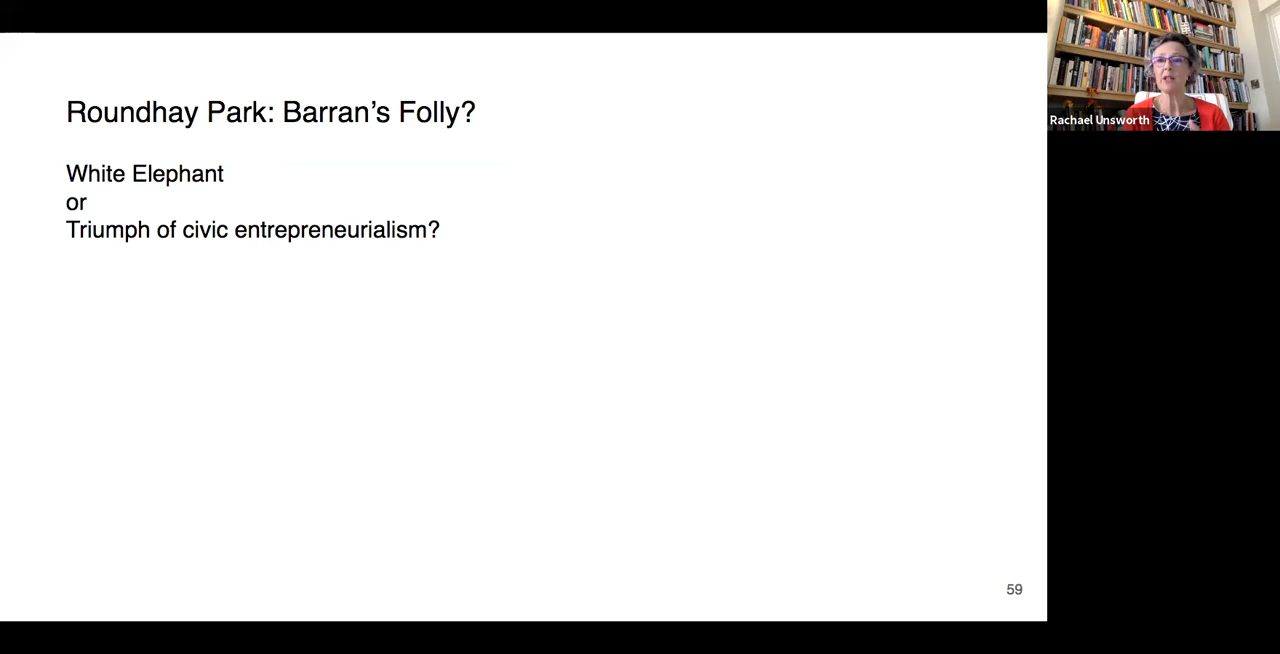 Roundhay Park: Barran's Folly?
White Elephant
or
Triumph of civic entrepreneurialism?
59
Rachael Unsworth